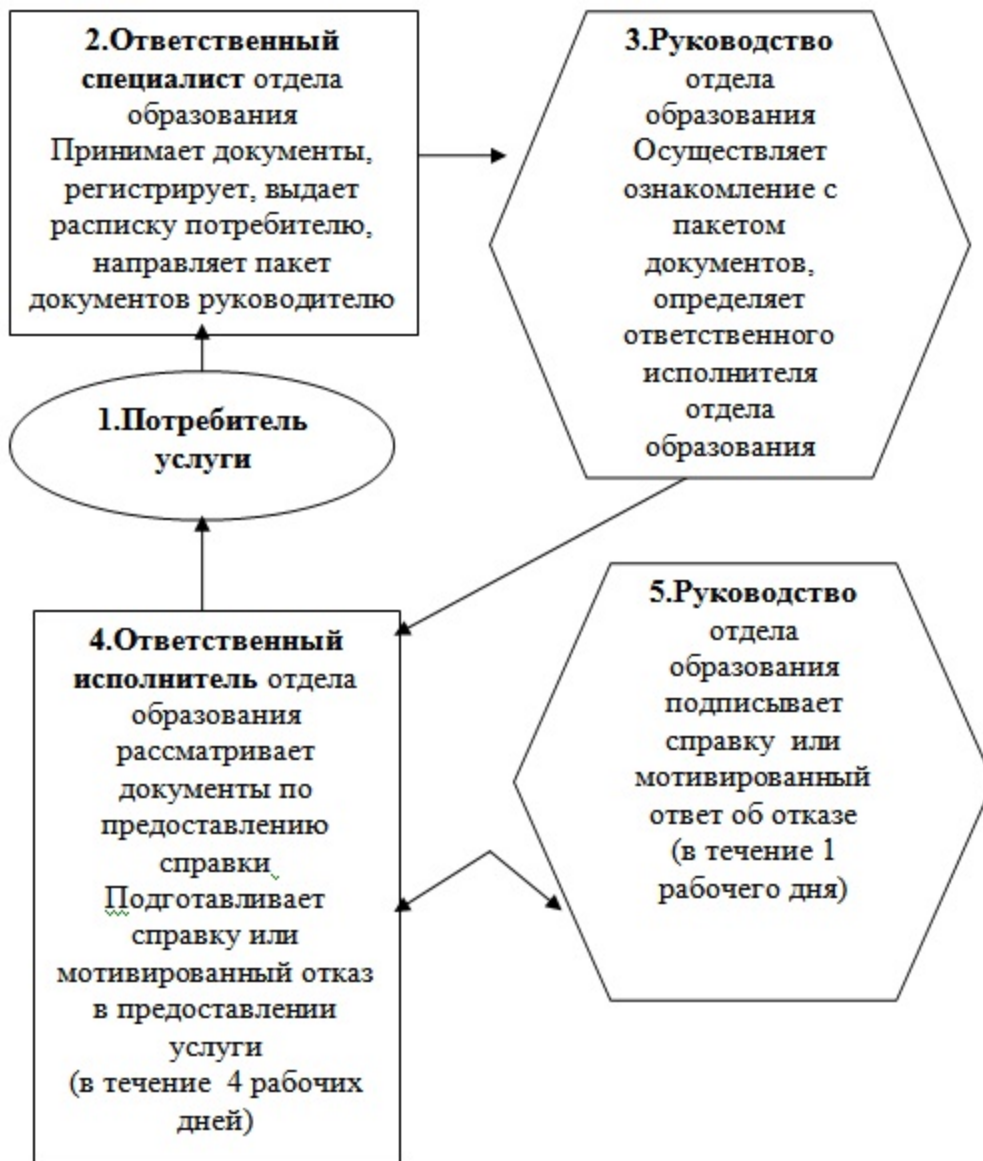 2.Ответственный
специалист отдела
образования
Принимает документы,
регистрирует, выдает
расписку потребителю,
направляет пакет
документов руководителю
3.Руководство
отдела
образования
Осуществляет
ознакомление с
пакетом
документов,
определяет
ответственного
исполнителя
отдела
образования
1.Потребитель
услуги
4.Ответственный
исполнитель отдела
образования
рассматривает
документы по
предоставлению
справки
Подготавливает
справку или
мотивированный отказ
в предоставлении
услуги
(в течение 4 рабочих
дней)
5.Руководство
отдела
образования
подписывает
справку или
мотивированный
ответ об отказе
(в течение 1
рабочего дня)